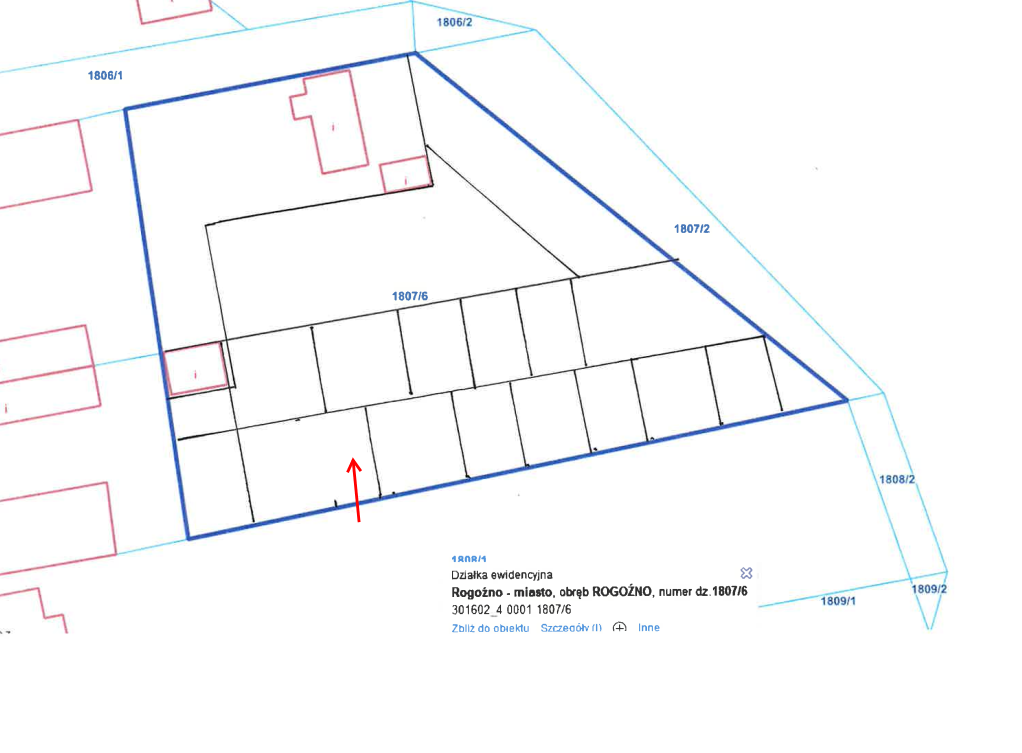 1806/2
1806/1
i
i
1807/2
1807/6
i
i
1808/2
1808/1
Działka ewidencyjna
Rogoźno - miasto, obręb ROGOŹNO, numer dz.1807/6
301602_4 0001 1807/6
Zbliż do obiektu Szczegóły (I) Inne
1809/1
1809/2